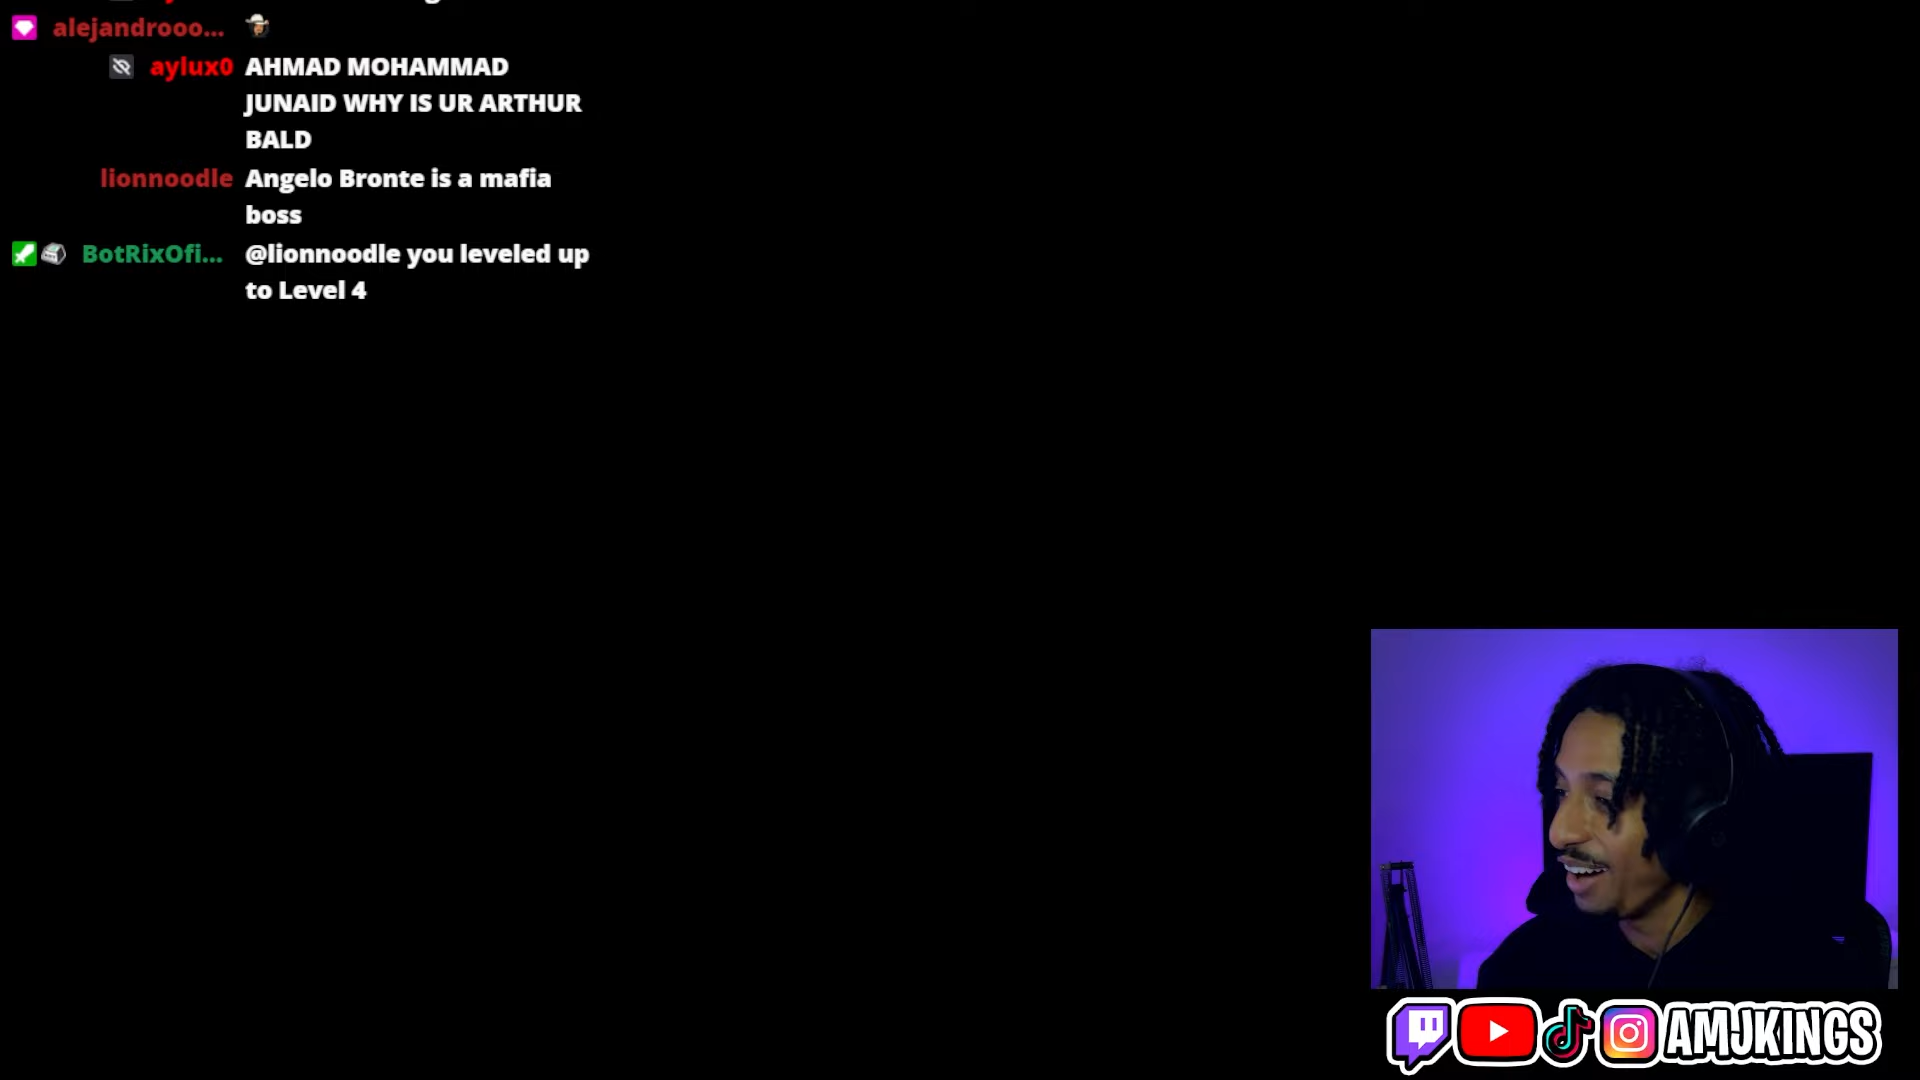 alejandrooo...
aylux0 AHMAD MOHAMMAD
JUNAID WHY IS UR ARTHUR
BALD
lionnoodle Angelo Bronte is a mafia
boss
BotRixOfi... @lionnoodle you leveled up
to Level 4
AMJKINGS